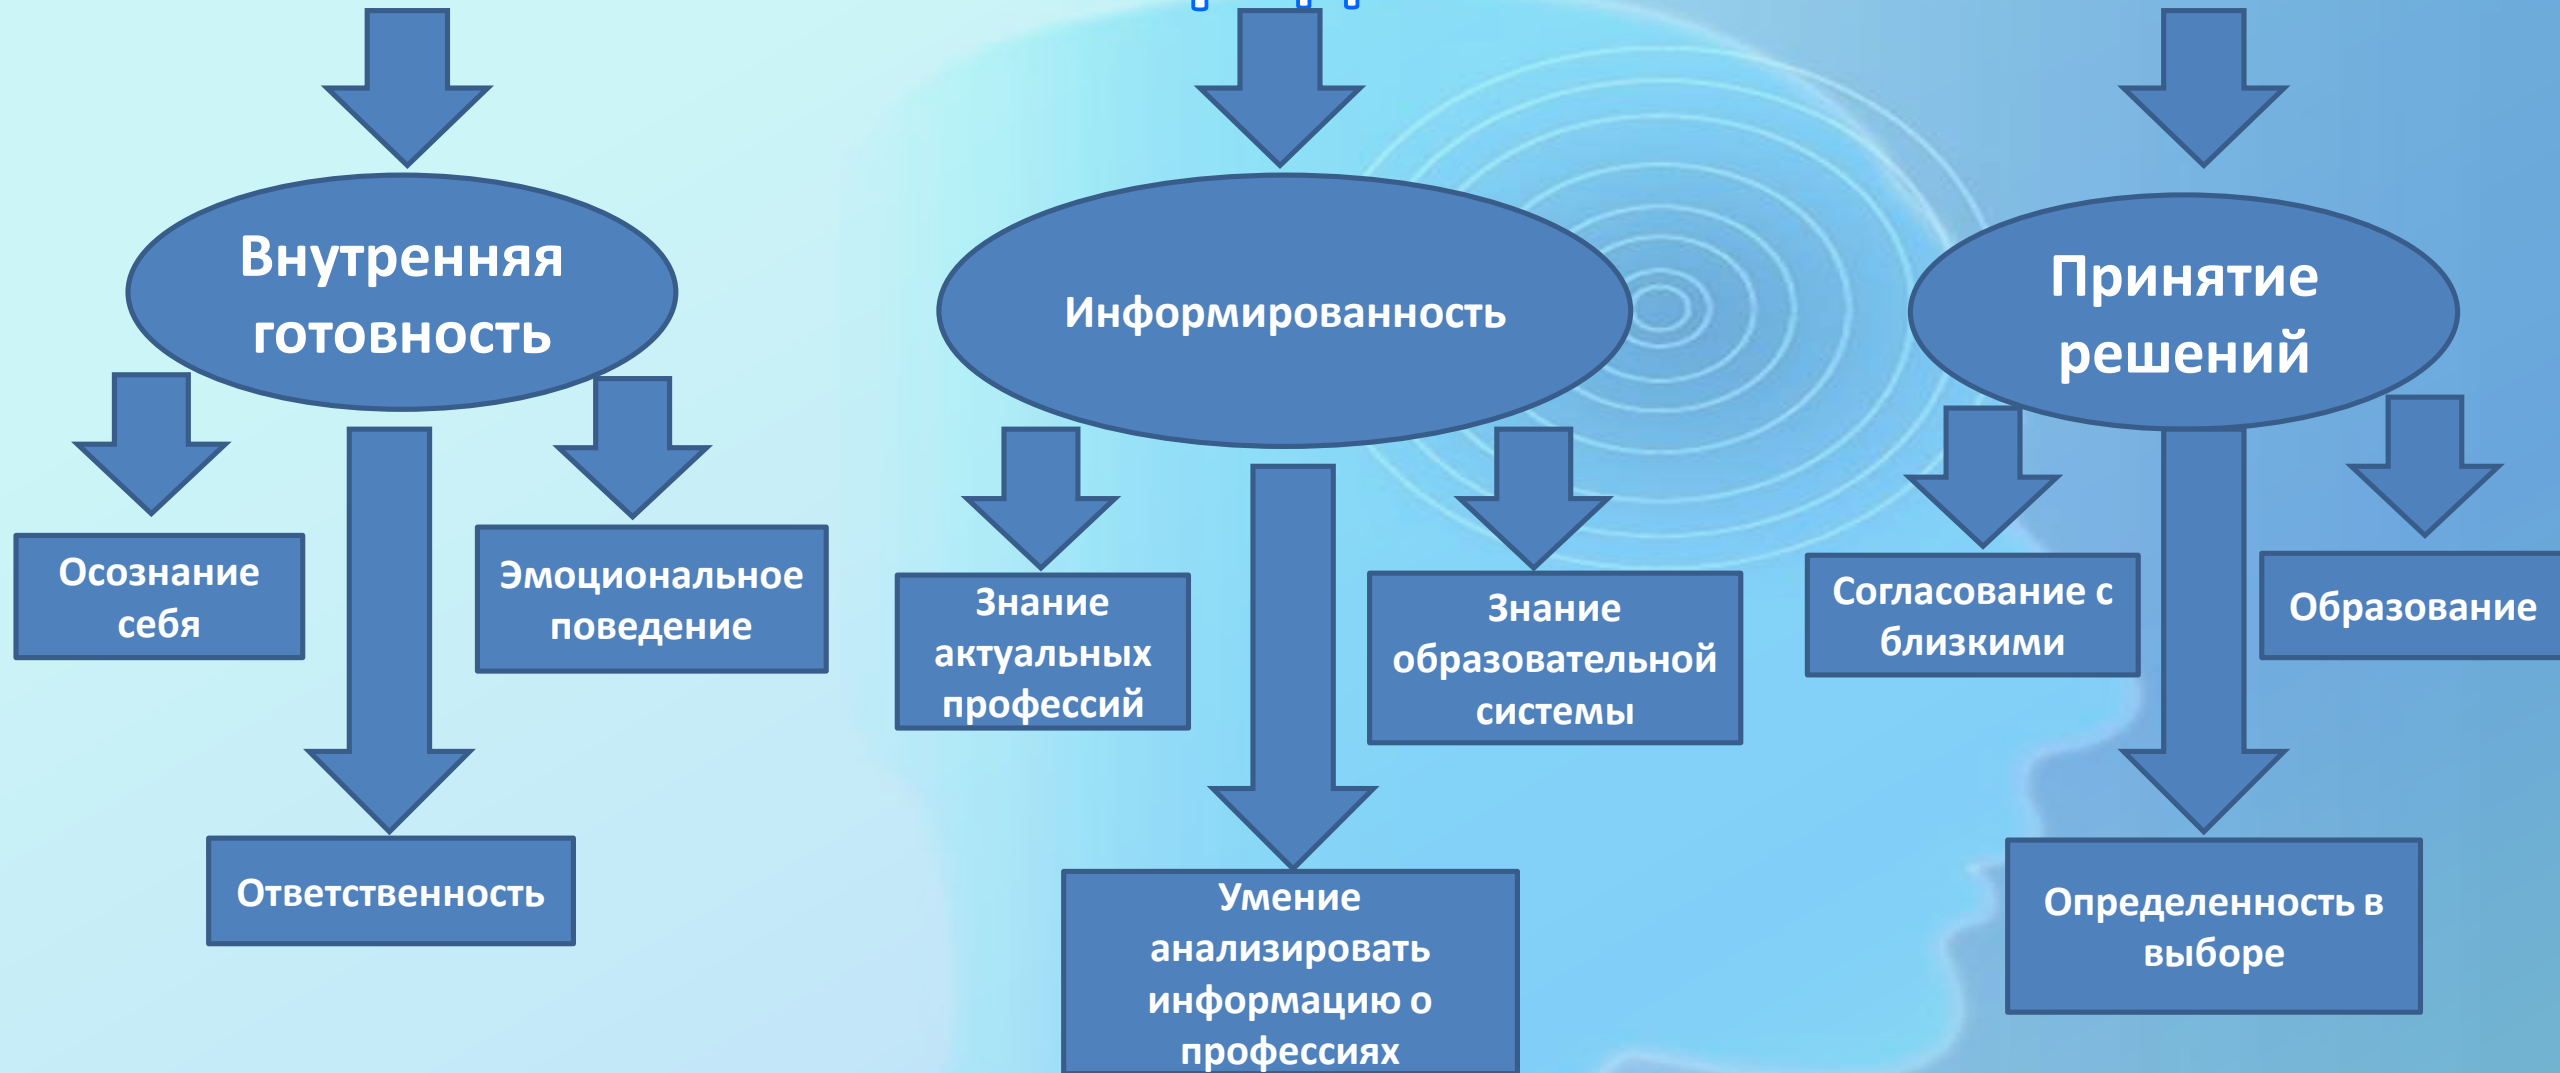 Внутренняя
готовность
Осознание
себя
Эмоциональное
поведение
Ответственность
Информированность
Знание
актуальных
профессий
Знание
образовательной
системы
Умение
анализировать
информацию о
профессиях
Принятие
решений
Согласование с
близкими
Образование
Определенность в
выборе